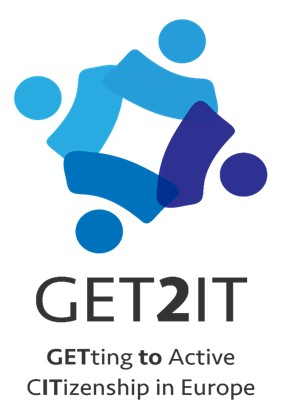 GET2IT
GETting to Active
CITizenship in Europe